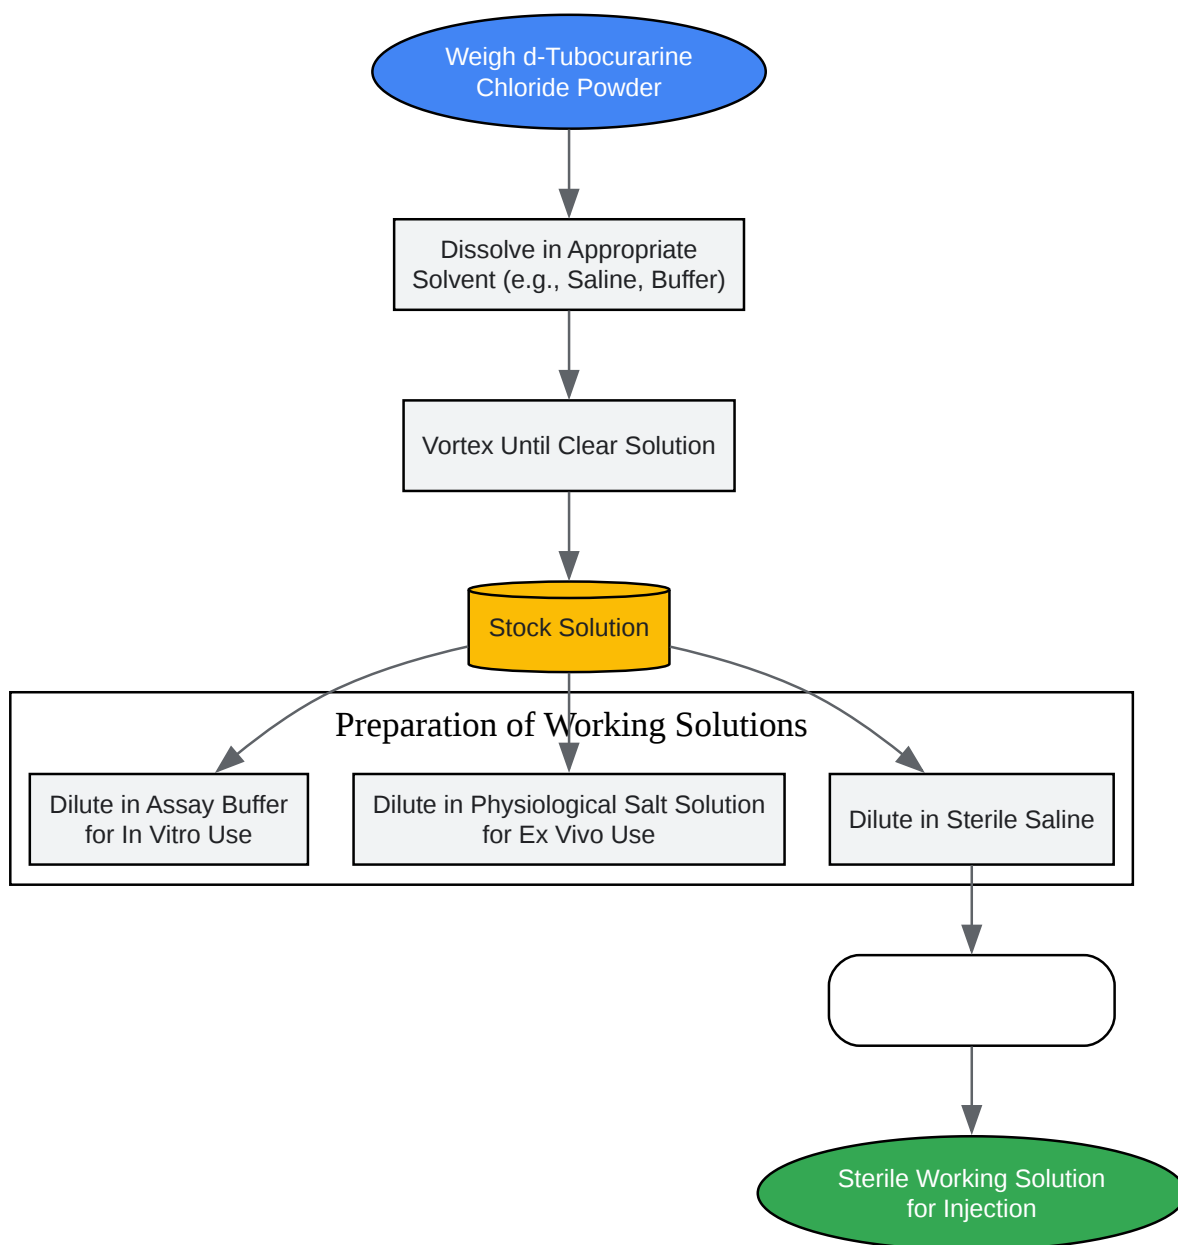 Weigh d-Tubocurarine
Chloride Powder
Dissolve in Appropriate
Solvent (e.g., Saline, Buffer)
Vortex Until Clear Solution
Stock Solution
Preparation of Working Solutions
Dilute in Assay Buffer
for In Vitro Use
Dilute in Physiological Salt Solution
for Ex Vivo Use
Dilute in Sterile Saline
Sterile Working Solution
for Injection